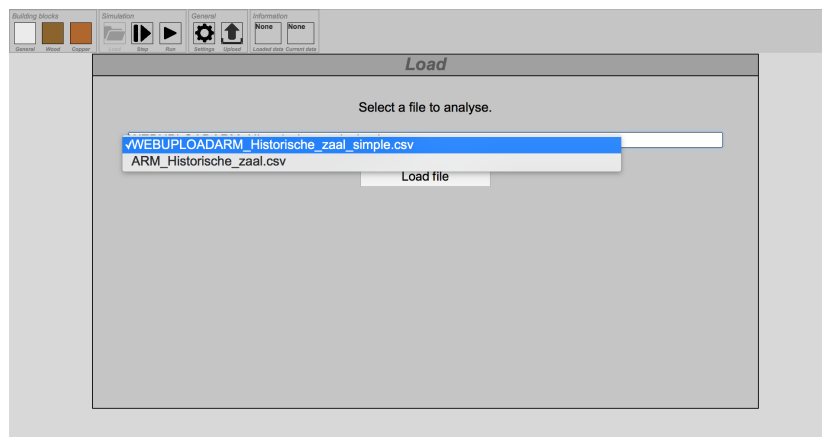 Building blocks
Simulation
General
Information
None
None
General
Wood
Copper
Load
Step
Run
Settings
Upload
Loaded data
Current data
Load
Select a file to analyse.
✓WEBUPLOADARM_Historische_zaal_simple.csv
ARM_Historische_zaal.csv
Load file